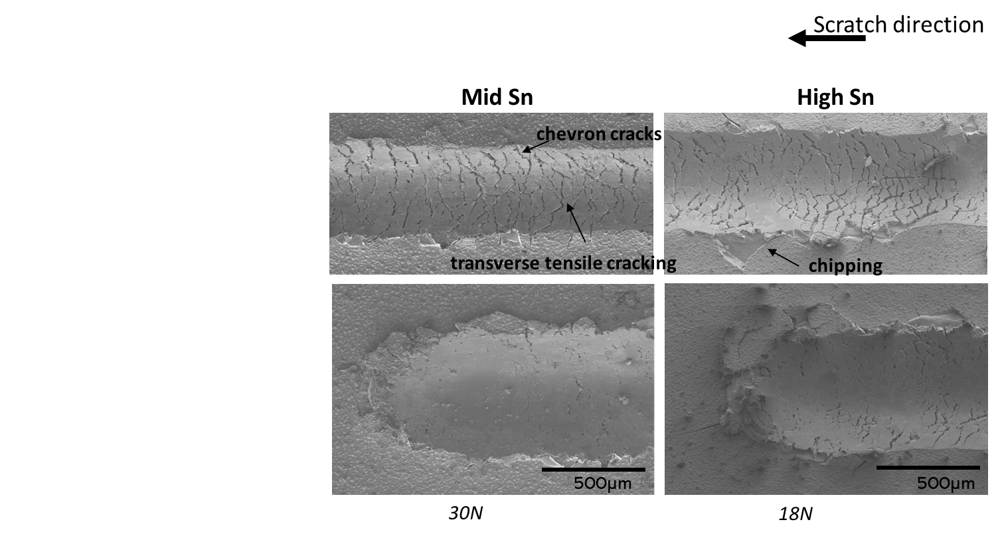 Scratch direction
Mid Sn
High Sn
chevron cracks
transverse tensile cracking
chipping
500µm
500µm
30N
18N